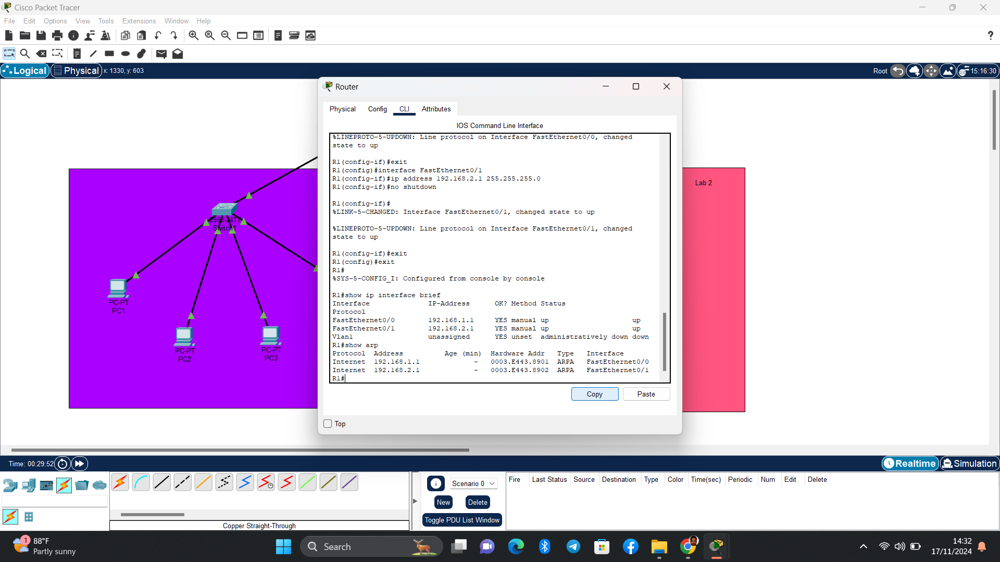 Cisco Packet Tracer
File Edit Options View Tools Extensions Window Help
Logical Physical x: 1330, y: 603 Root 15:16:30
Router
Physical Config CLI Attributes
IOS Command Line Interface
%LINEPROTO-5-UPDOWN: Line protocol on Interface FastEthernet0/0, changed
state to up
R1(config-if)#exit
R1(config)#interface FastEthernet0/1
R1(config-if)#ip address 192.168.2.1 255.255.255.0
R1(config-if)#no shutdown
R1(config-if)#
%LINK-5-CHANGED: Interface FastEthernet0/1, changed state to up
%LINEPROTO-5-UPDOWN: Line protocol on Interface FastEthernet0/1, changed
state to up
R1(config-if)#exit
R1(config)#exit
R1#
%SYS-5-CONFIG_I: Configured from console by console
R1#show ip interface brief
Interface IP-Address OK? Method Status
Protocol
FastEthernet0/0 192.168.1.1 YES manual up up
FastEthernet0/1 192.168.2.1 YES manual up up
Vlan1 unassigned YES unset administratively down down
R1#show arp
Protocol Address Age (min) Hardware Addr Type Interface
Internet 192.168.1.1 - 0003.E443.8901 ARPA FastEthernet0/0
Internet 192.168.2.1 - 0003.E443.8902 ARPA FastEthernet0/1
R1#
Copy Paste
Top
2960-24TT
Switch1
PC-PT
PC1
PC-PT
PC2
PC-PT
PC3
Lab 2
Time: 00:29:52 Realtime Simulation
Copper Straight-Through
Scenario 0
New Delete
Toggle PDU List Window
Fire Last Status Source Destination Type Color Time(sec) Periodic Num Edit Delete
1
88°F
Partly sunny
Search
14:32
17/11/2024